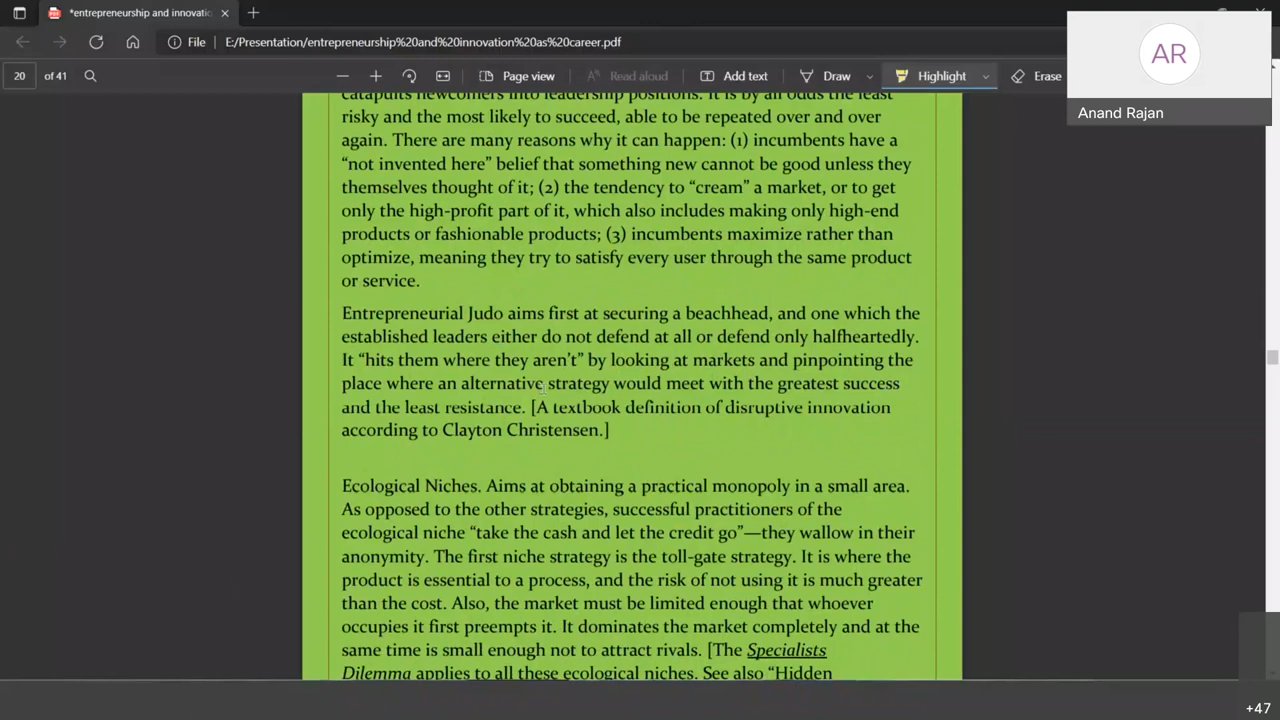 *entrepreneurship and innovatio
File
E:/Presentation/entrepreneurship%20and%20innovation%20as%20career.pdf
AR
Anand Rajan
20 of 41
Page view
Read aloud
Add text
Draw
Highlight
Erase
catapults newcomers into leadership positions. It is by all odds the least
risky and the most likely to succeed, able to be repeated over and over
again. There are many reasons why it can happen: (1) incumbents have a
“not invented here” belief that something new cannot be good unless they
themselves thought of it; (2) the tendency to “cream” a market, or to get
only the high-profit part of it, which also includes making only high-end
products or fashionable products; (3) incumbents maximize rather than
optimize, meaning they try to satisfy every user through the same product
or service.
Entrepreneurial Judo aims first at securing a beachhead, and one which the
established leaders either do not defend at all or defend only halfheartedly.
It “hits them where they aren’t” by looking at markets and pinpointing the
place where an alternative strategy would meet with the greatest success
and the least resistance. [A textbook definition of disruptive innovation
according to Clayton Christensen.]
Ecological Niches. Aims at obtaining a practical monopoly in a small area.
As opposed to the other strategies, successful practitioners of the
ecological niche “take the cash and let the credit go”—they wallow in their
anonymity. The first niche strategy is the toll-gate strategy. It is where the
product is essential to a process, and the risk of not using it is much greater
than the cost. Also, the market must be limited enough that whoever
occupies it first preempts it. It dominates the market completely and at the
same time is small enough not to attract rivals. [The Specialists
Dilemma applies to all these ecological niches. See also “Hidden
+47